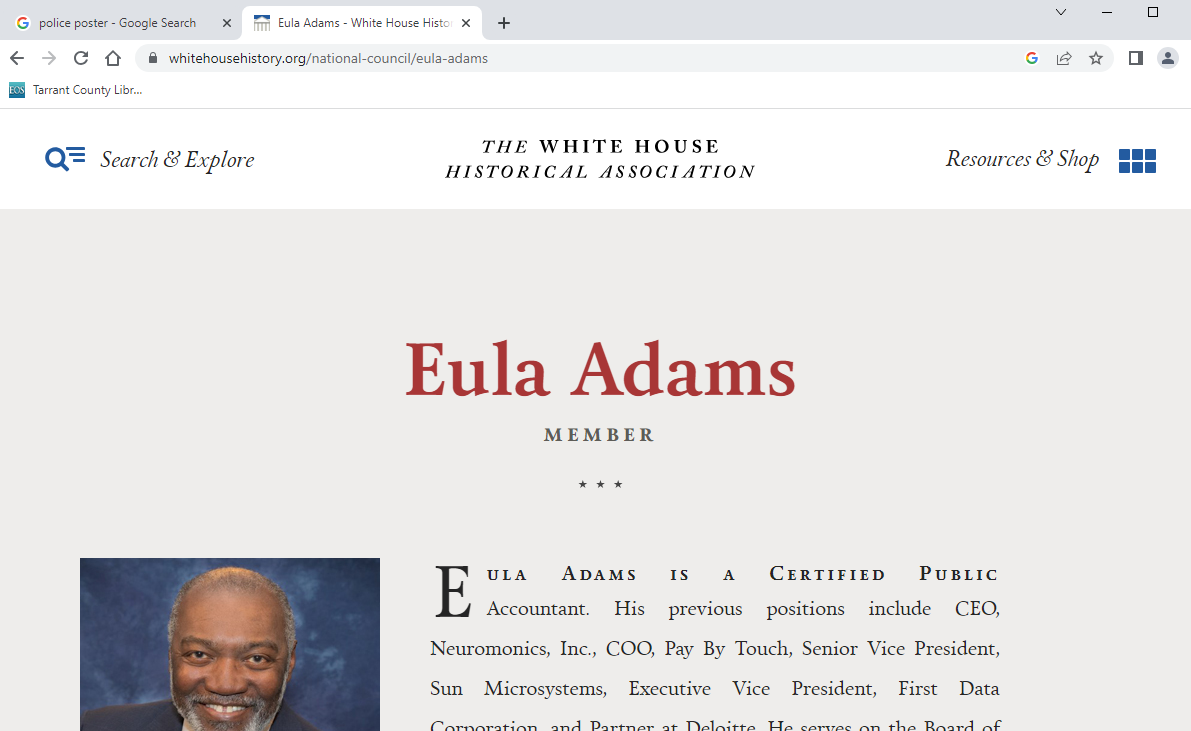 police poster - Google Search
Eula Adams - White House Histo
whitehousehistory.org/national-council/eula-adams
EOS
Tarrant County Libr...
Search & Explore
THE WHITE HOUSE
HISTORICAL ASSOCIATION
Resources & Shop
Eula Adams
MEMBER
Eula Adams is a Certified Public
Accountant. His previous positions include CEO,
Neuromonics, Inc., COO, Pay By Touch, Senior Vice President,
Sun Microsystems, Executive Vice President, First Data
Corporation, and Partner at Deloitte. He serves on the Board of